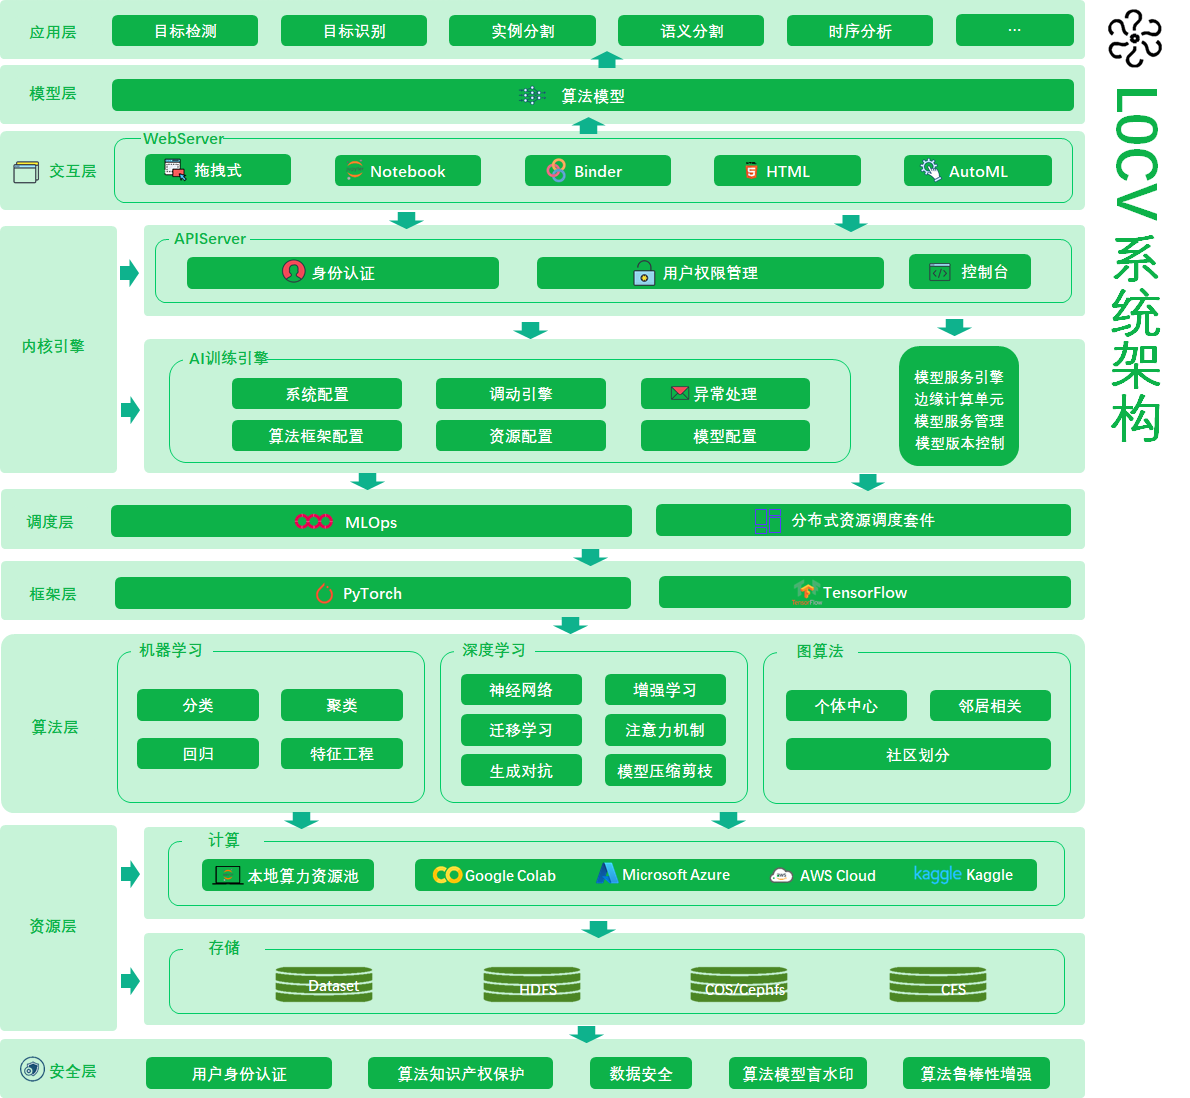 LOCV 系统架构
应用层
目标检测
目标识别
实例分割
语义分割
时序分析
...
模型层
算法模型
交互层
WebServer
拖拽式
Notebook
Binder
HTML
AutoML
内核引擎
APIServer
身份认证
用户权限管理
控制台
AI训练引擎
系统配置
调动引擎
异常处理
算法框架配置
资源配置
模型配置
模型服务引擎
边缘计算单元
模型服务管理
模型版本控制
调度层
MLOps
分布式资源调度套件
框架层
PyTorch
TensorFlow
TensorFlow
算法层
机器学习
分类
聚类
回归
特征工程
深度学习
神经网络
增强学习
迁移学习
注意力机制
生成对抗
模型压缩剪枝
图算法
个体中心
邻居相关
社区划分
资源层
计算
本地算力资源池
Google Colab
Microsoft Azure
AWS
AWS Cloud
kaggle
Kaggle
存储
Dataset
HDFS
COS/Cephfs
CFS
安全层
用户身份认证
算法知识产权保护
数据安全
算法模型盲水印
算法鲁棒性增强